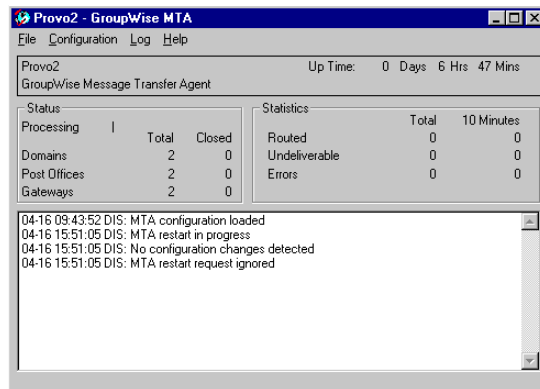 Provo2 - GroupWise MTA
File Configuration Log Help
Provo2 Up Time: 0 Days 6 Hrs 47 Mins
GroupWise Message Transfer Agent
Status Statistics
Processing | Total Closed Total 10 Minutes
Domains 2 0 Routed 0 0
Post Offices 2 0 Undeliverable 0 0
Gateways 2 0 Errors 0 0
04-16 09:43:52 DIS: MTA configuration loaded
04-16 15:51:05 DIS: MTA restart in progress
04-16 15:51:05 DIS: No configuration changes detected
04-16 15:51:05 DIS: MTA restart request ignored